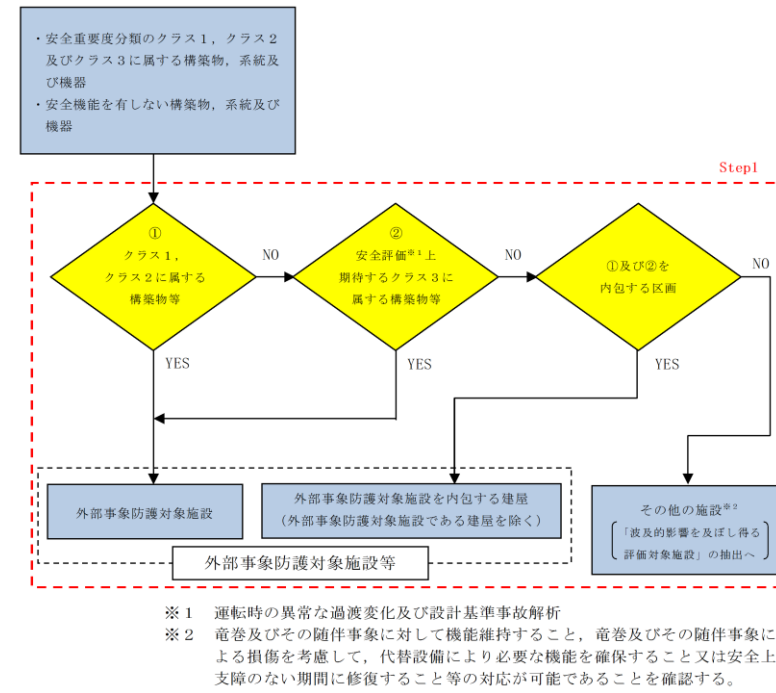 ・安全重要度分類のクラス1，クラス2
及びクラス3に属する構築物，系統及
び機器
・安全機能を有しない構築物，系統及び
機器
Step1
①
クラス1，
クラス2に属する
構築物等
NO
②
安全評価※1上
期待するクラス3に
属する構築物等
NO
①及び②を
内包する区画
NO
YES
YES
YES
外部事象防護対象施設
外部事象防護対象施設を内包する建屋
（外部事象防護対象施設である建屋を除く）
その他の施設※2
「波及的影響を及ぼし得る
評価対象施設」の抽出へ
外部事象防護対象施設等
※1　運転時の異常な過渡変化及び設計基準事故解析
※2　竜巻及びその随伴事象に対して機能維持すること，竜巻及びその随伴事象に
よる損傷を考慮して，代替設備により必要な機能を確保すること又は安全上
支障のない期間に修復すること等の対応が可能であることを確認する。